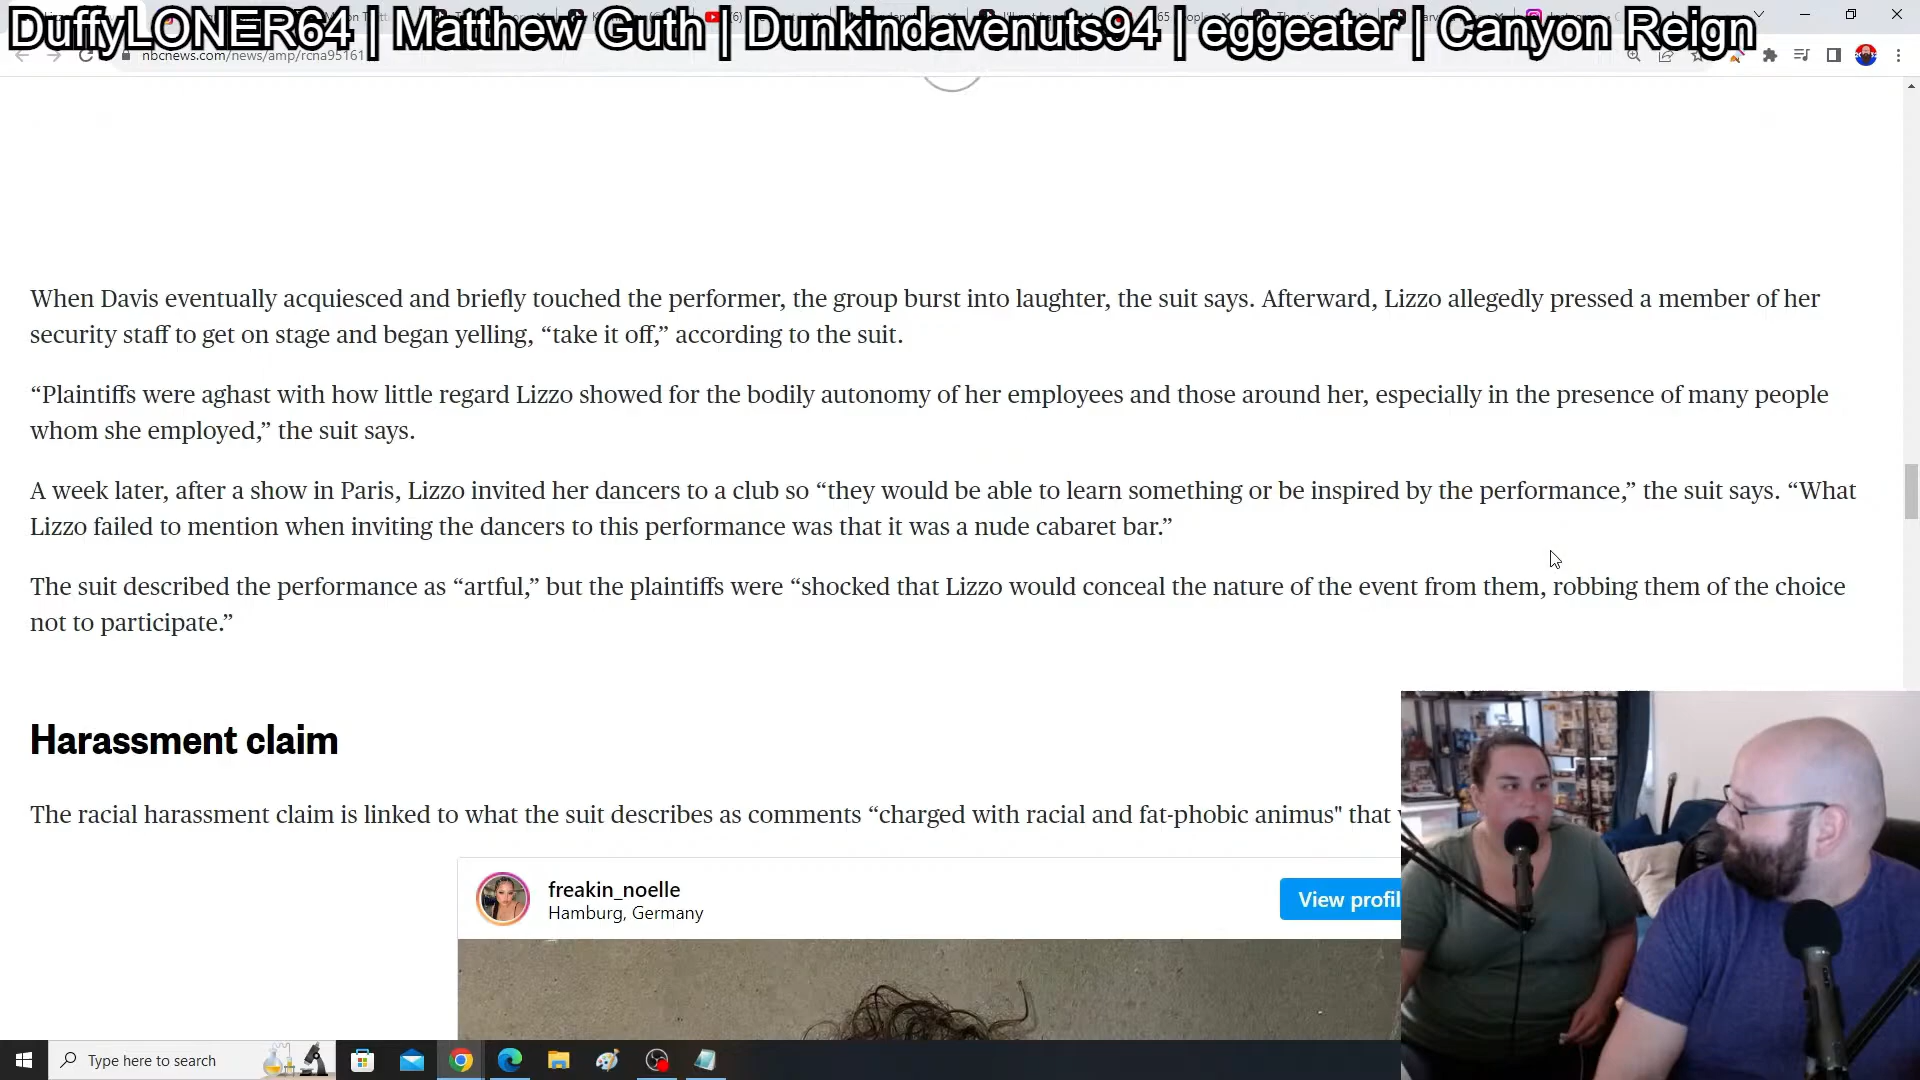 DuffyLONER64 | Matthew Guth | Dunkindavenuts94 | eggeater | Canyon Reign
nbcnews.com/news/amp/rcna95161
When Davis eventually acquiesced and briefly touched the performer, the group burst into laughter, the suit says. Afterward, Lizzo allegedly pressed a member of her
security staff to get on stage and began yelling, “take it off,” according to the suit.
“Plaintiffs were aghast with how little regard Lizzo showed for the bodily autonomy of her employees and those around her, especially in the presence of many people
whom she employed,” the suit says.
A week later, after a show in Paris, Lizzo invited her dancers to a club so “they would be able to learn something or be inspired by the performance,” the suit says. “What
Lizzo failed to mention when inviting the dancers to this performance was that it was a nude cabaret bar.”
The suit described the performance as “artful,” but the plaintiffs were “shocked that Lizzo would conceal the nature of the event from them, robbing them of the choice
not to participate.”
Harassment claim
The racial harassment claim is linked to what the suit describes as comments “charged with racial and fat-phobic animus" that
freakin_noelle
Hamburg, Germany
View profil
Type here to search